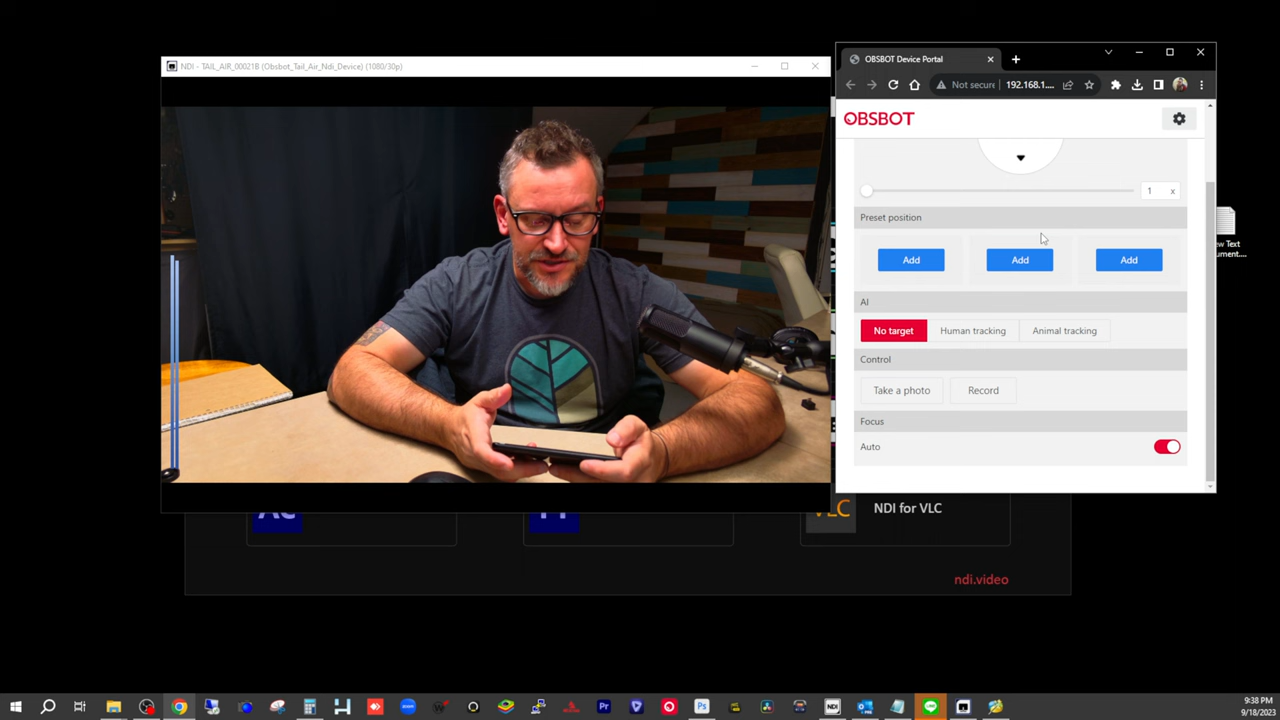 NDI - TAIL_AIR_00021B (Obsbot_Tail_Air_Ndi_Device) (1080/30p)
OBSBOT Device Portal
Not secure
192.168.1....
OBSBOT
1 x
Preset position
Add Add Add
AI
No target Human tracking Animal tracking
Control
Take a photo Record
Focus
Auto
VLC NDI for VLC
ndi.video
9:38 PM
9/18/2023